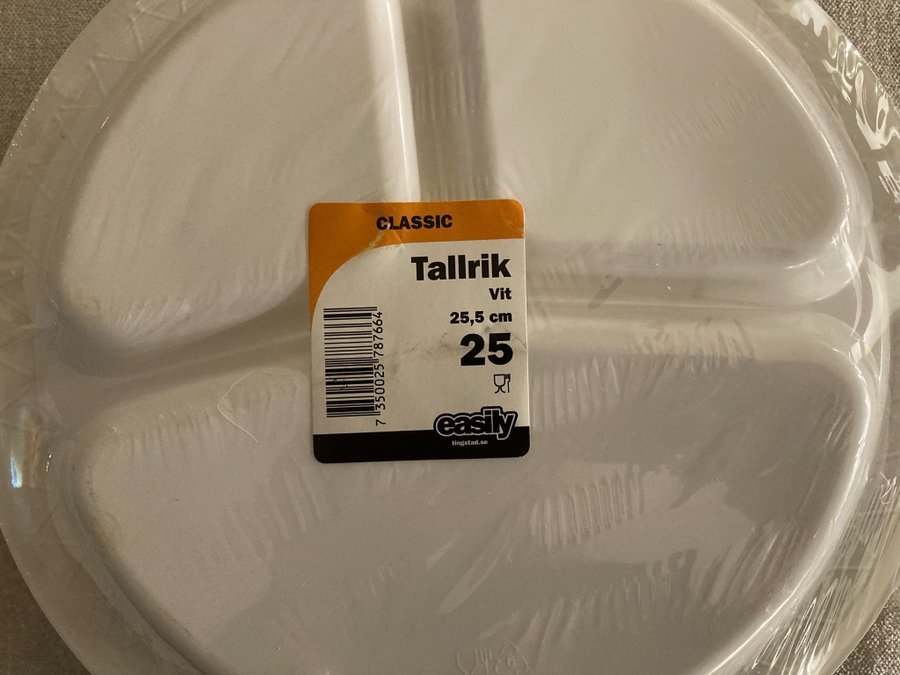 CLASSIC
Tallrik
Vit
25,5 cm
25
7 350025 787664
easily
tingstad.se